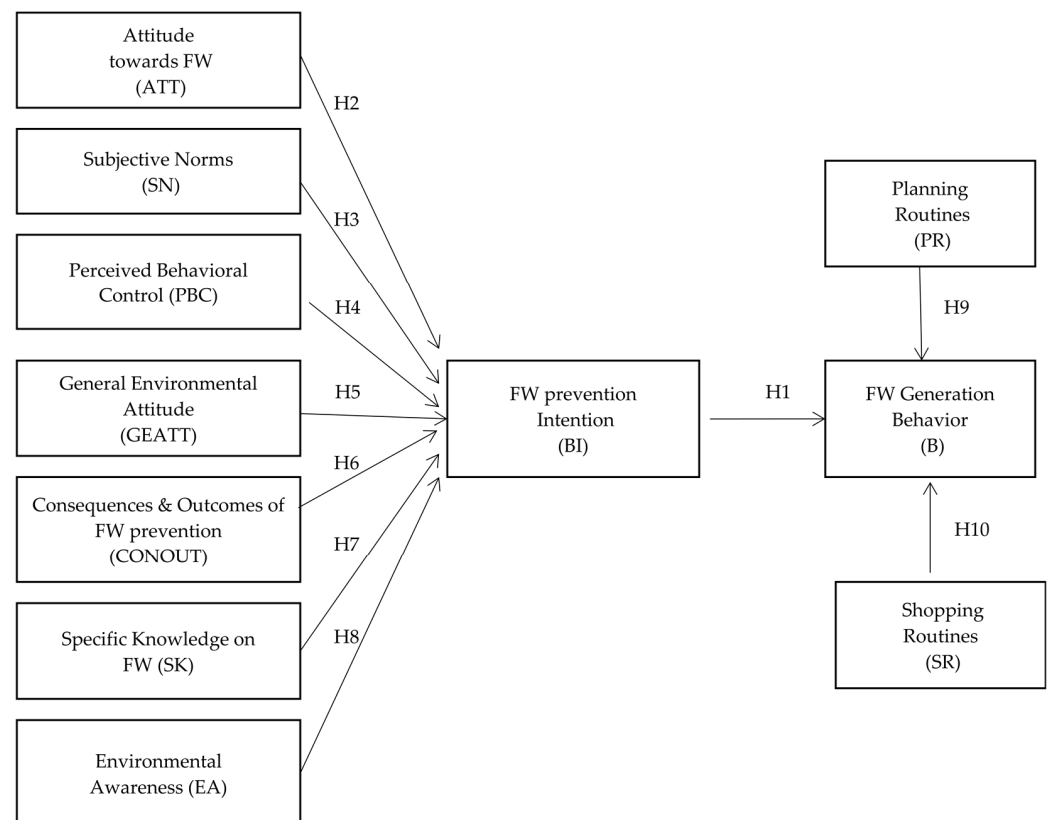 Attitude
towards FW
(ATT)
H2
Subjective Norms
(SN)
H3
Perceived Behavioral
Control (PBC)
H4
General Environmental
Attitude
(GEATT)
H5
Consequences & Outcomes of
FW prevention
(CONOUT)
H6
Specific Knowledge on
FW (SK)
H7
Environmental
Awareness (EA)
H8
FW prevention
Intention
(BI)
H1
Planning
Routines
(PR)
H9
FW Generation
Behavior
(B)
H10
Shopping
Routines
(SR)